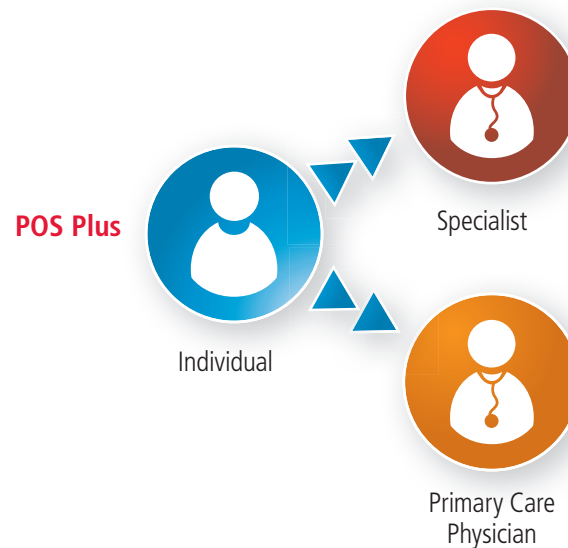 Specialist
POS Plus
Individual
Primary Care
Physician